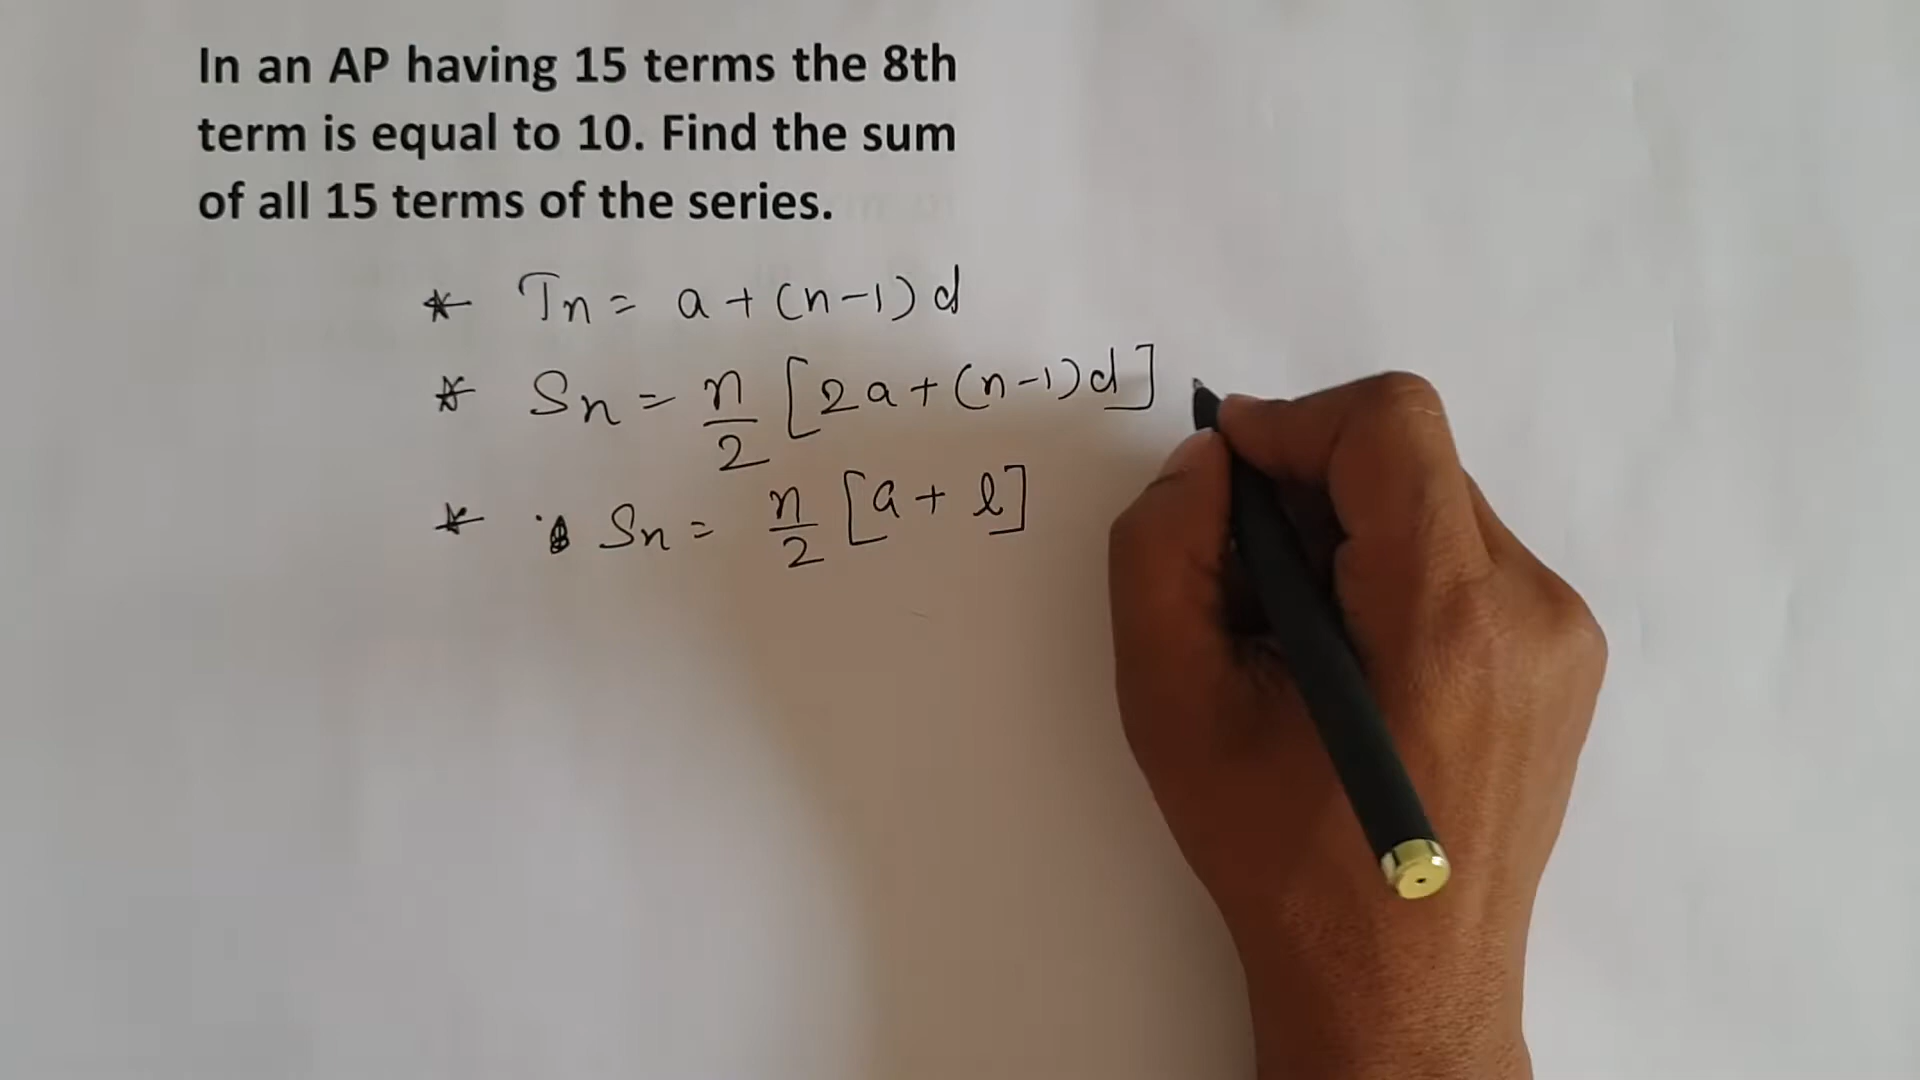 In an AP having 15 terms the 8th
term is equal to 10. Find the sum
of all 15 terms of the series.
* Tn = a + (n-1) d
* Sn = n/2 [2a + (n-1)d]
* Sn = n/2 [a + l]